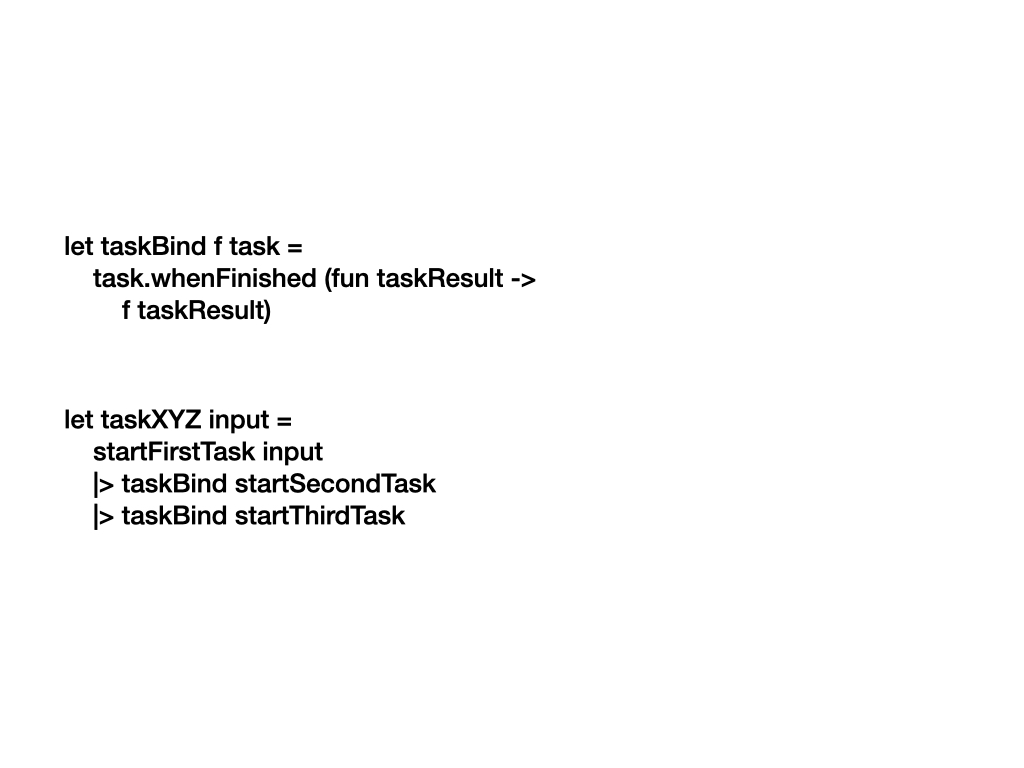 let taskBind f task =
task.whenFinished (fun taskResult ->
f taskResult)
let taskXYZ input =
startFirstTask input
|> taskBind startSecondTask
|> taskBind startThirdTask